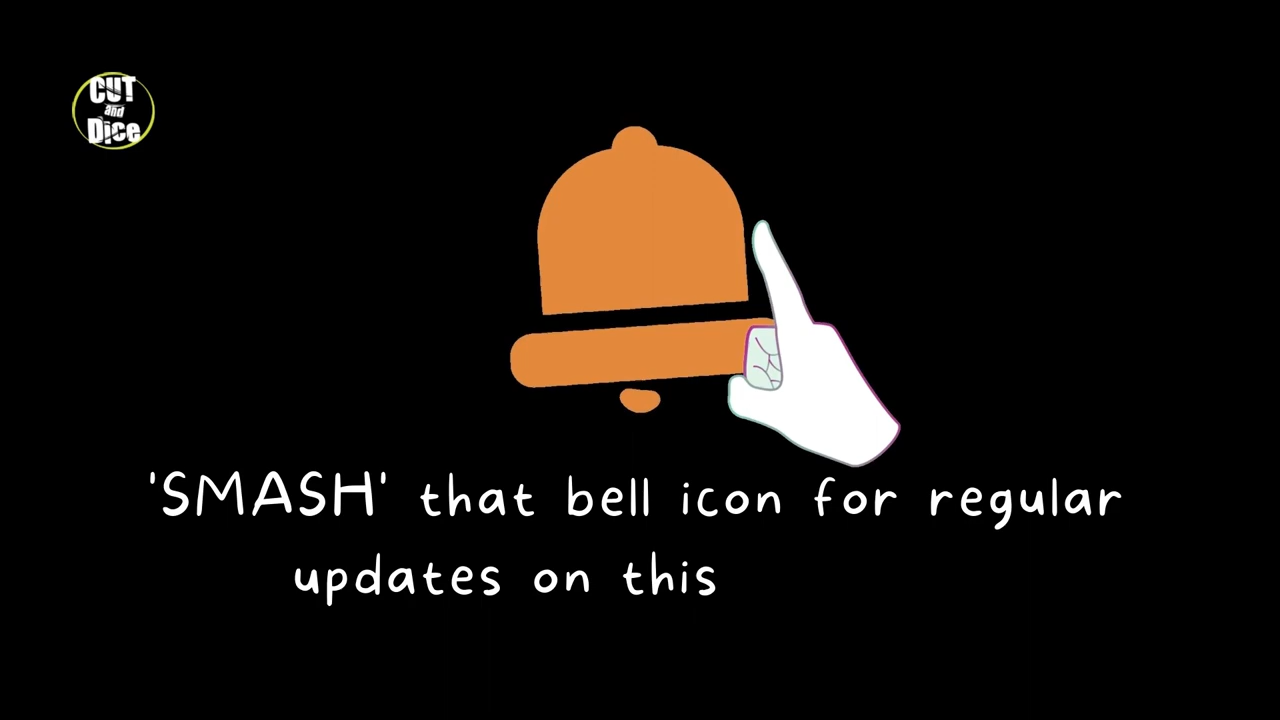 CUT
and
Dice
'SMASH' that bell icon for regular
updates on this